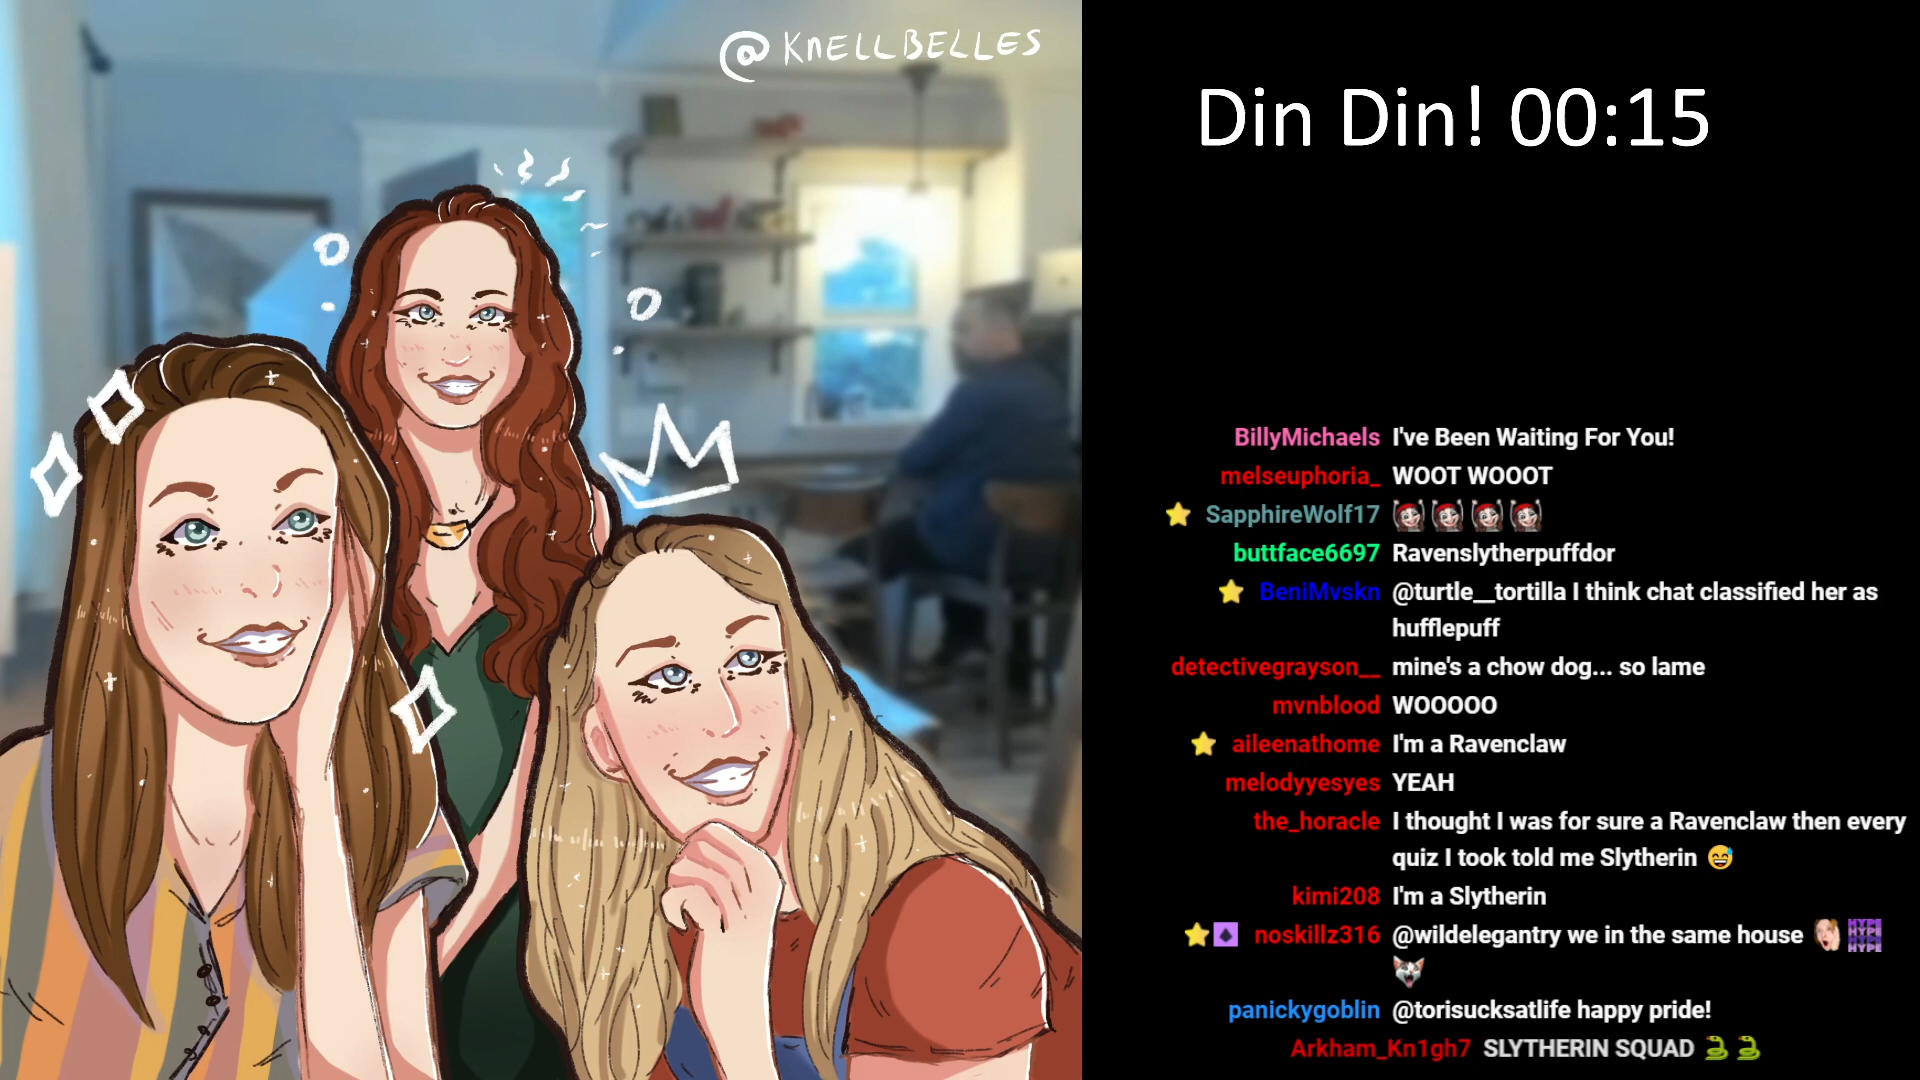 @KNELLBELLES
Din Din! 00:15
BillyMichaels I've Been Waiting For You!
melseuphoria_ WOOT WOOOT
SapphireWolf17
buttface6697 Ravenslytherpuffdor
BeniMvskn @turtle__tortilla I think chat classified her as
hufflepuff
detectivegrayson__ mine's a chow dog... so lame
mvnblood WOOOOO
aileenathome I'm a Ravenclaw
melodyyesyes YEAH
the_horacle I thought I was for sure a Ravenclaw then every
quiz I took told me Slytherin 😅
kimi208 I'm a Slytherin
noskillz316 @wildelegantry we in the same house HYPE HYPE HYPE
panickygoblin @torisucksatlife happy pride!
Arkham_Kn1gh7 SLYTHERIN SQUAD 🐍 🐍